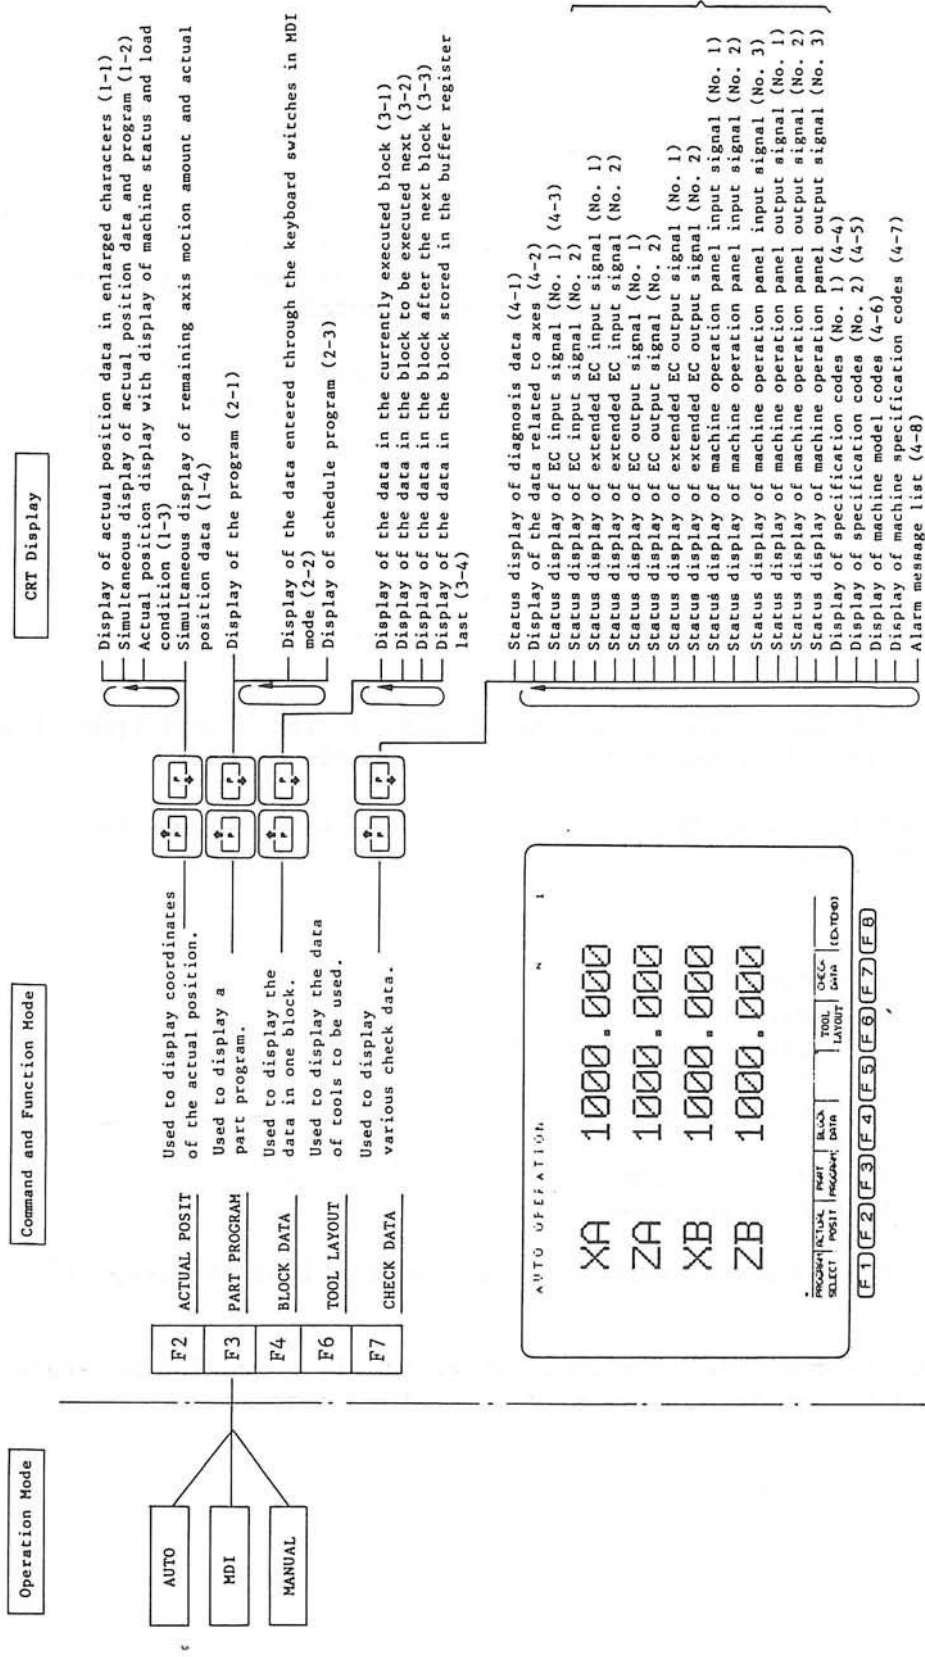 Operation Mode
Command and Function Mode
CRT Display
AUTO
MDI
MANUAL
F2
ACTUAL POSIT
Used to display coordinates
of the actual position.
F3
PART PROGRAM
Used to display a
part program.
F4
BLOCK DATA
Used to display the
data in one block.
F6
TOOL LAYOUT
Used to display the data
of tools to be used.
F7
CHECK DATA
Used to display
various check data.
P P
P P
P P
P P
Display of actual position data in enlarged characters (1-1)
Simultaneous display of actual position data and program (1-2)
Actual position display with display of machine status and load
condition (1-3)
Simultaneous display of remaining axis motion amount and actual
position data (1-4)
Display of the program (2-1)
Display of the data entered through the keyboard switches in MDI
mode (2-2)
Display of schedule program (2-3)
Display of the data in the currently executed block (3-1)
Display of the data in the block to be executed next (3-2)
Display of the data in the block after the next block (3-3)
Display of the data in the block stored in the buffer register
last (3-4)
Status display of diagnosis data (4-1)
Display of the data related to axes (4-2)
Status display of EC input signal (No. 1) (4-3)
Status display of EC input signal (No. 2)
Status display of extended EC input signal (No. 1)
Status display of extended EC input signal (No. 2)
Status display of EC output signal (No. 1)
Status display of EC output signal (No. 2)
Status display of extended EC output signal (No. 1)
Status display of extended EC output signal (No. 2)
Status display of machine operation panel input signal (No. 1)
Status display of machine operation panel input signal (No. 2)
Status display of machine operation panel input signal (No. 3)
Status display of machine operation panel output signal (No. 1)
Status display of machine operation panel output signal (No. 2)
Status display of machine operation panel output signal (No. 3)
Display of specification codes (No. 1) (4-4)
Display of specification codes (No. 2) (4-5)
Display of machine model codes (4-6)
Display of machine specification codes (4-7)
Alarm message list (4-8)
AUTO OPERATION N 1
XA 1000.000
ZA 1000.000
XB 1000.000
ZB 1000.000
PROGRAM ACTUAL PART BLOCK TOOL CHECK
SELECT POSIT PROGRAM DATA LAYOUT DATA (EXTEND)
F1 F2 F3 F4 F5 F6 F7 F8